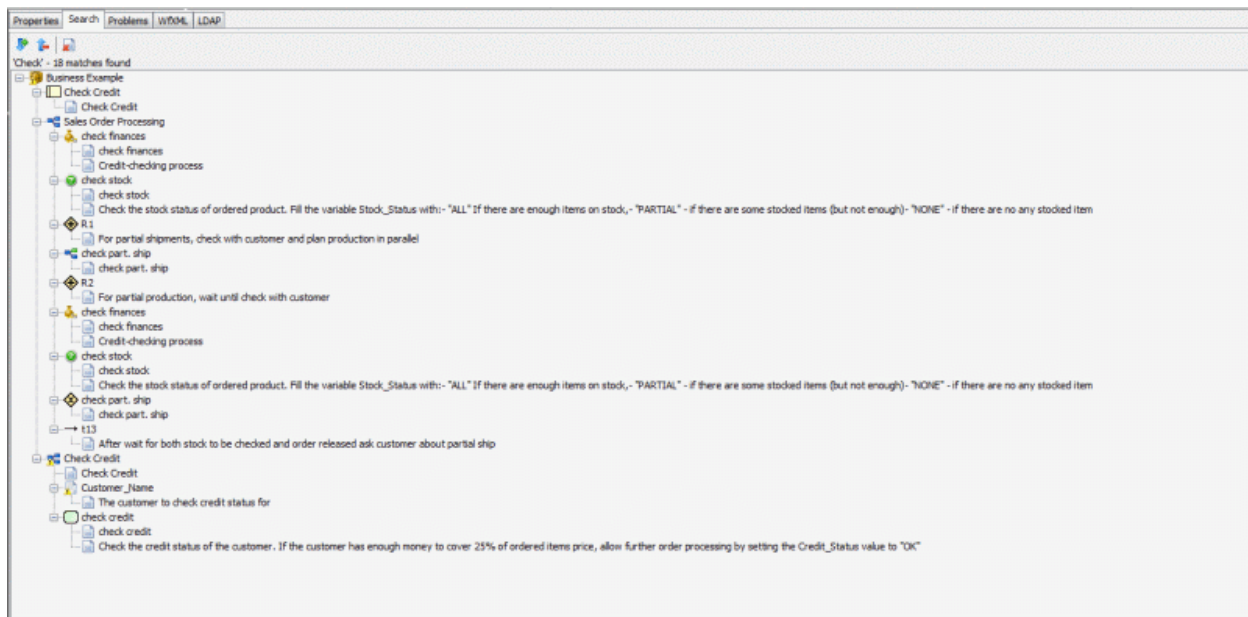 Properties Search Problems WfXML LDAP
'Check' - 18 matches found
Business Example
Check Credit
Check Credit
Sales Order Processing
check finances
check finances
Credit-checking process
check stock
check stock
Check the stock status of ordered product. Fill the variable Stock_Status with:- "ALL" If there are enough items on stock,- "PARTIAL" - if there are some stocked items (but not enough)- "NONE" - if there are no any stocked item
R1
For partial shipments, check with customer and plan production in parallel
check part. ship
check part. ship
R2
For partial production, wait until check with customer
check finances
check finances
Credit-checking process
check stock
check stock
Check the stock status of ordered product. Fill the variable Stock_Status with:- "ALL" If there are enough items on stock,- "PARTIAL" - if there are some stocked items (but not enough)- "NONE" - if there are no any stocked item
check part. ship
check part. ship
t13
After wait for both stock to be checked and order released ask customer about partial ship
Check Credit
Check Credit
Customer_Name
The customer to check credit status for
check credit
check credit
Check the credit status of the customer. If the customer has enough money to cover 25% of ordered items price, allow further order processing by setting the Credit_Status value to "OK"